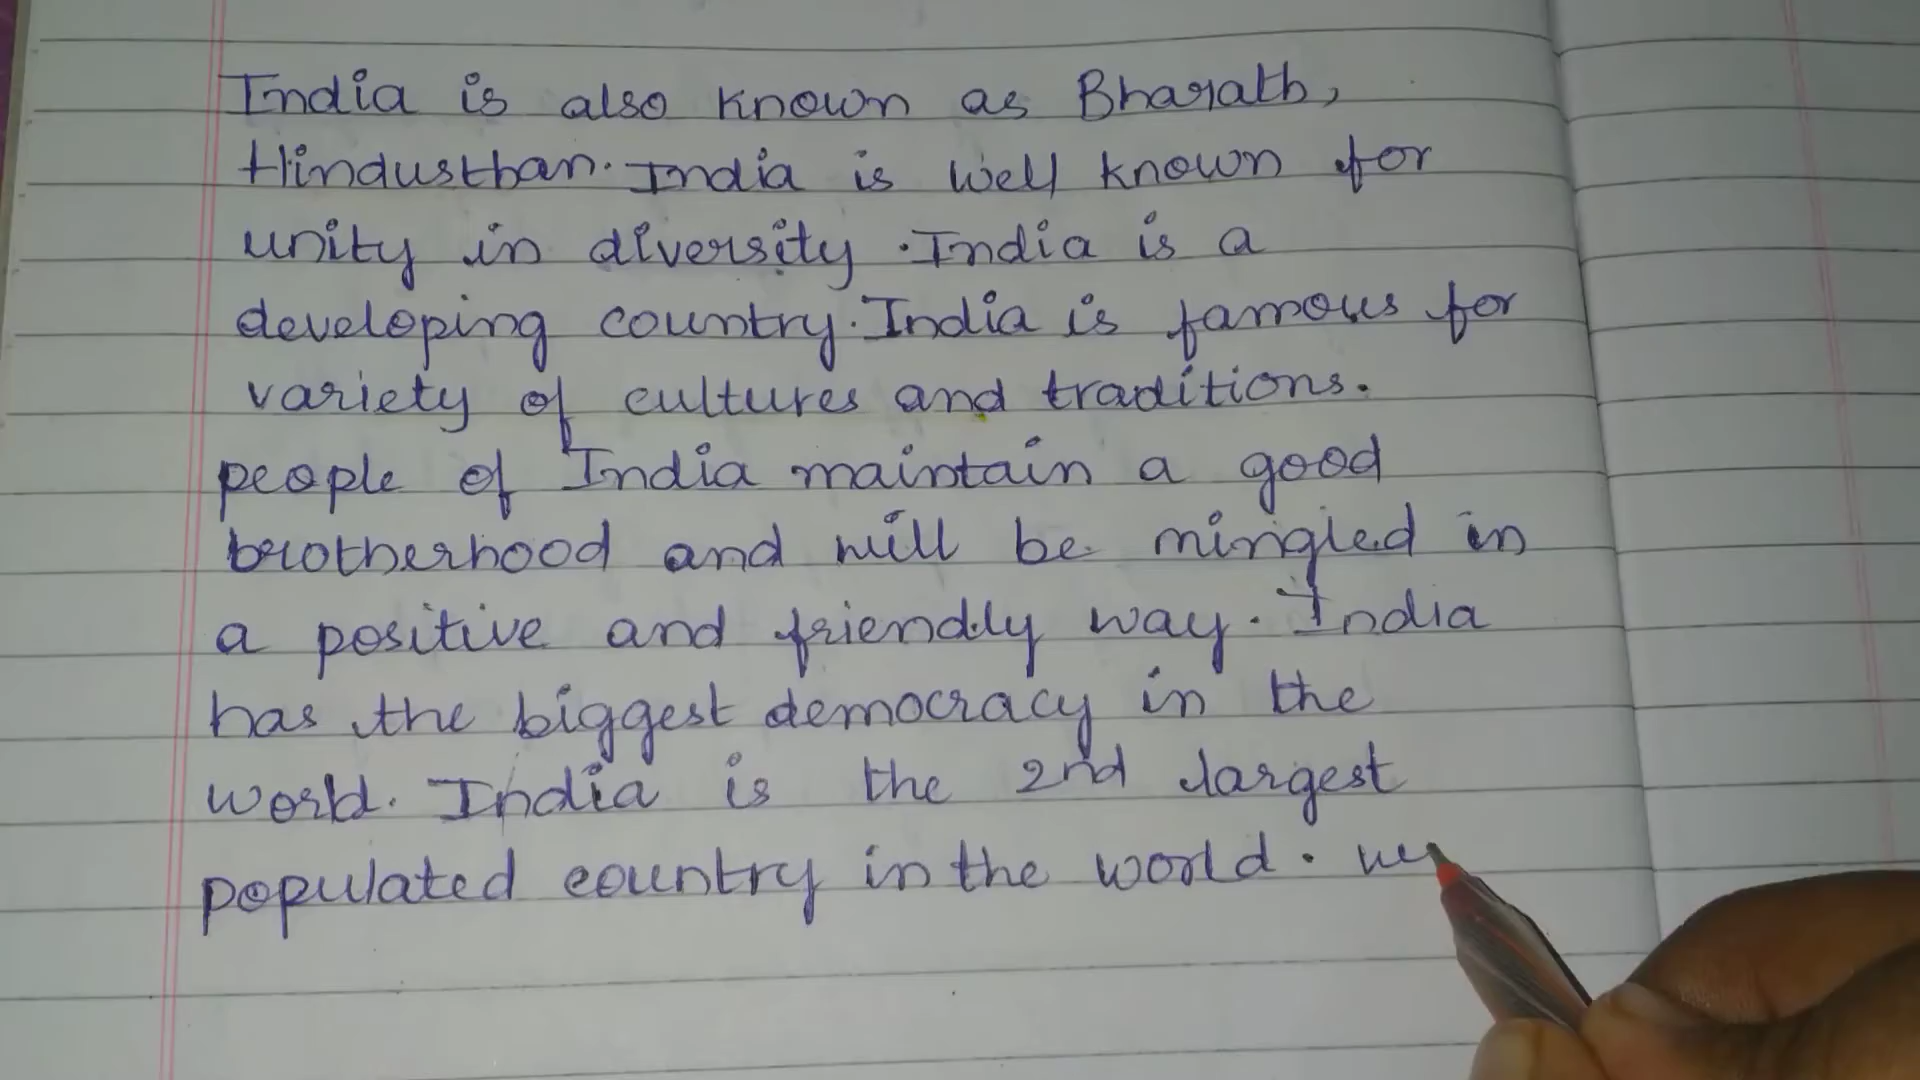 India is also known as Bharath,
Hindusthan. India is well known for
unity in diversity. India is a
developing country. India is famous for
variety of cultures and traditions.
people of India maintain a good
brotherhood and will be mingled in
a positive and friendly way. India
has the biggest democracy in the
world. India is the 2nd largest
populated country in the world. we